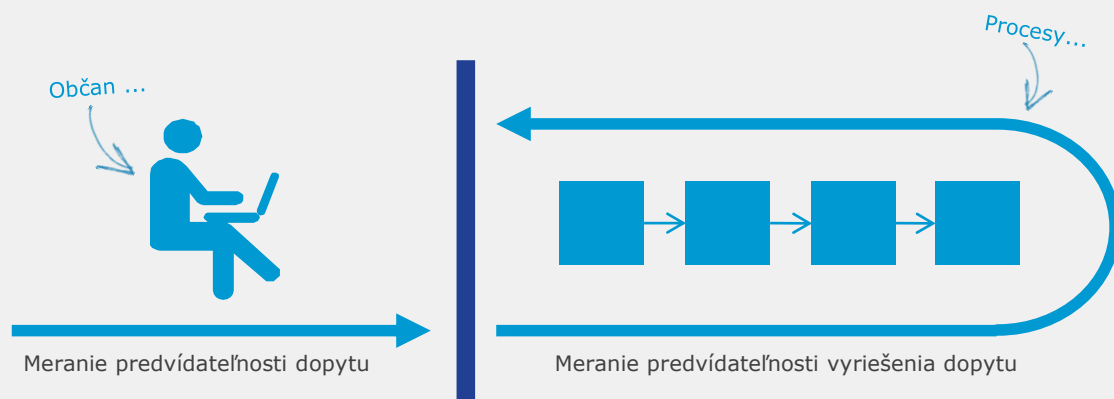 Procesy...
Občan ...
Meranie predvídateľnosti dopytu
Meranie predvídateľnosti vyriešenia dopytu